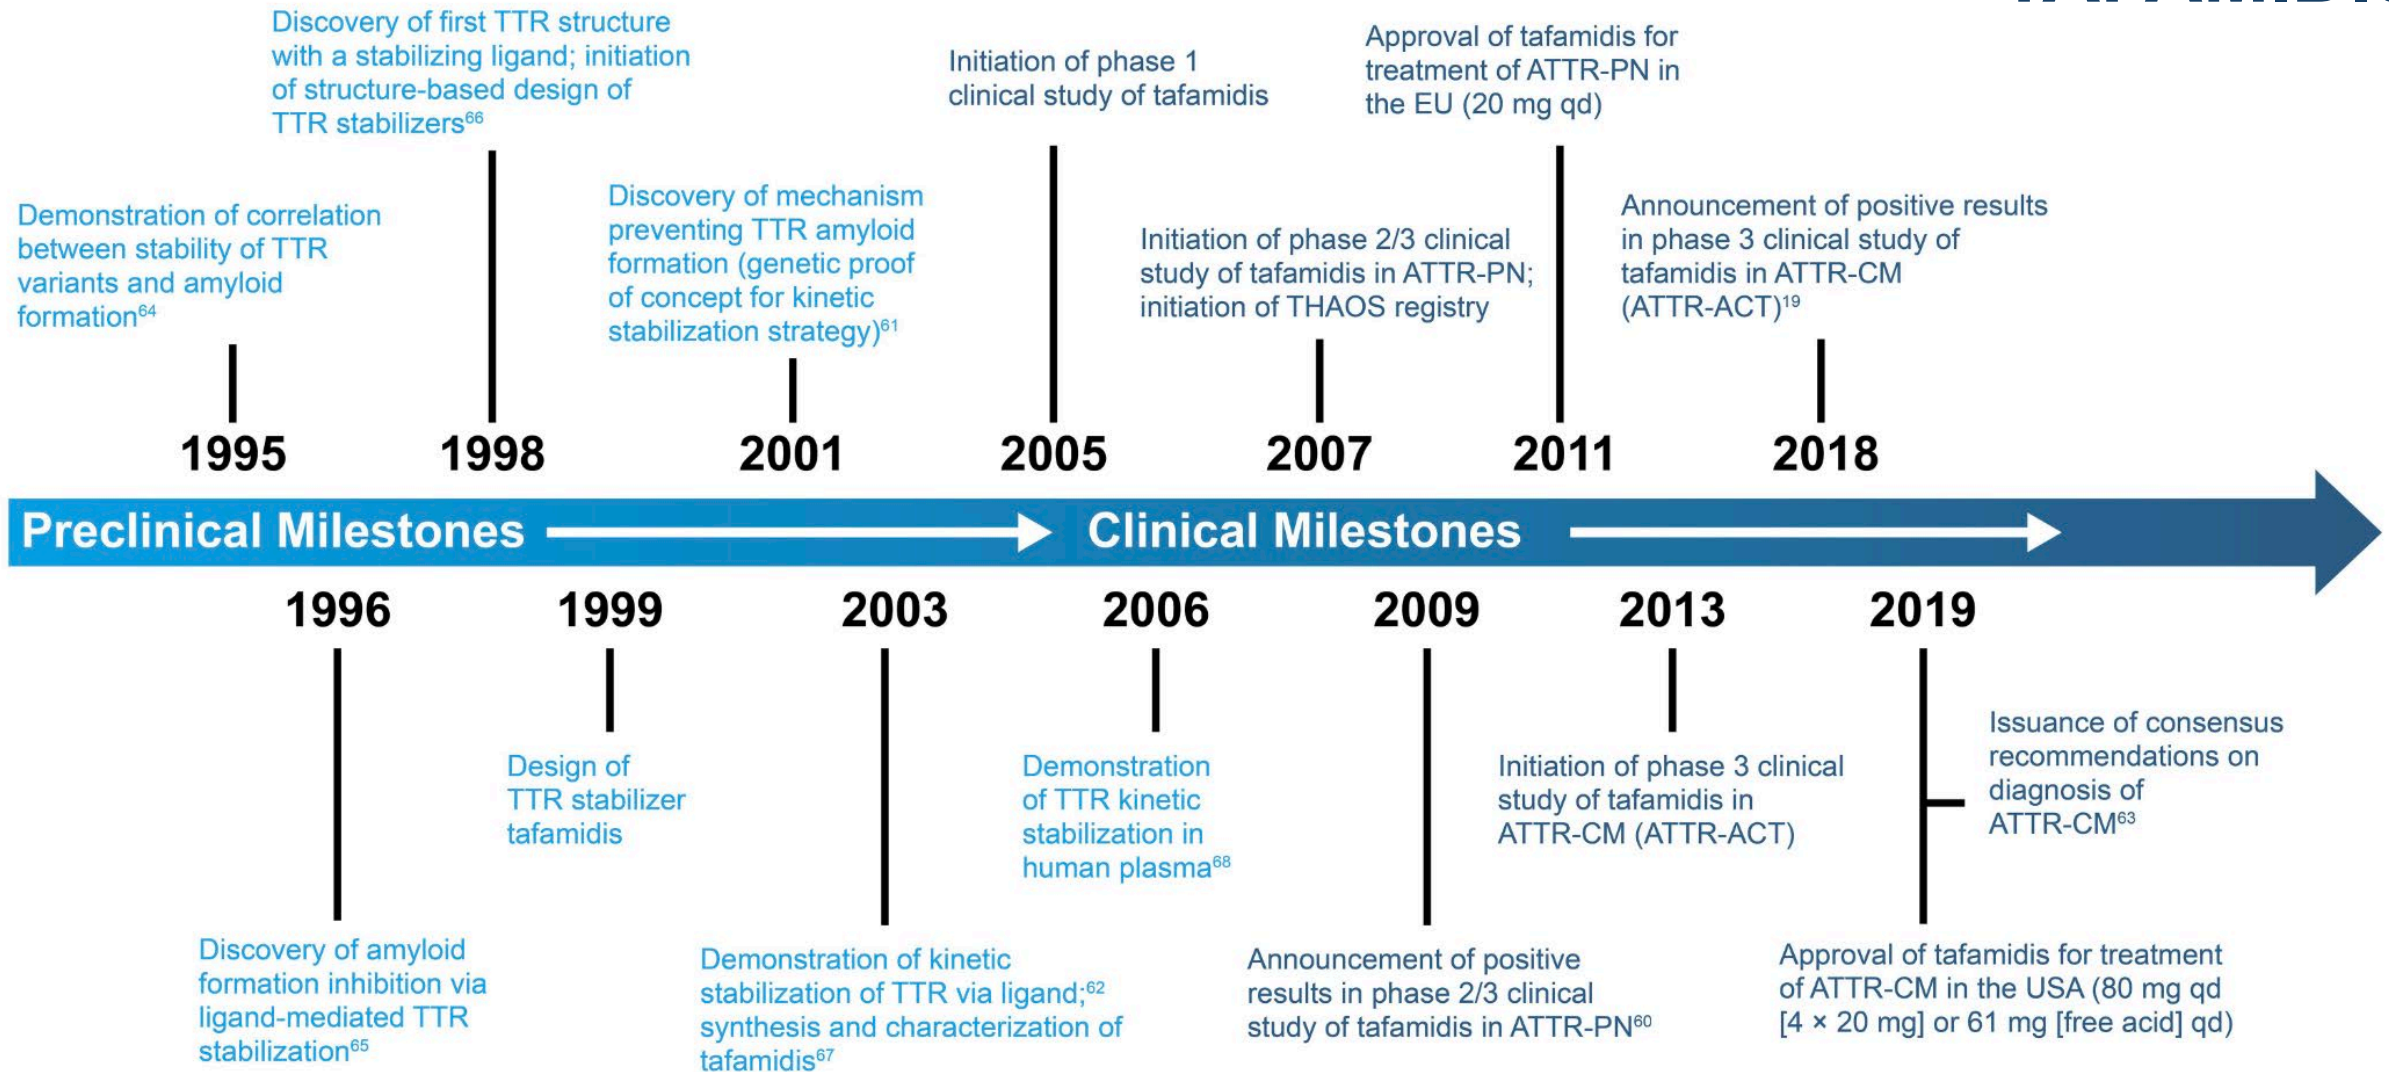 Discovery of first TTR structure
with a stabilizing ligand; initiation
of structure-based design of
TTR stabilizers66
Initiation of phase 1
clinical study of tafamidis
Approval of tafamidis for
treatment of ATTR-PN in
the EU (20 mg qd)
Demonstration of correlation
between stability of TTR
variants and amyloid
formation64
Discovery of mechanism
preventing TTR amyloid
formation (genetic proof
of concept for kinetic
stabilization strategy)61
Initiation of phase 2/3 clinical
study of tafamidis in ATTR-PN;
initiation of THAOS registry
Announcement of positive results
in phase 3 clinical study of
tafamidis in ATTR-CM
(ATTR-ACT)19
1995 1998 2001 2005 2007 2011 2018
Preclinical Milestones Clinical Milestones
1996 1999 2003 2006 2009 2013 2019
Design of
TTR stabilizer
tafamidis
Demonstration
of TTR kinetic
stabilization in
human plasma68
Initiation of phase 3 clinical
study of tafamidis in
ATTR-CM (ATTR-ACT)
Issuance of consensus
recommendations on
diagnosis of
ATTR-CM63
Discovery of amyloid
formation inhibition via
ligand-mediated TTR
stabilization65
Demonstration of kinetic
stabilization of TTR via ligand;62
synthesis and characterization of
tafamidis67
Announcement of positive
results in phase 2/3 clinical
study of tafamidis in ATTR-PN60
Approval of tafamidis for treatment
of ATTR-CM in the USA (80 mg qd
[4 × 20 mg] or 61 mg [free acid] qd)